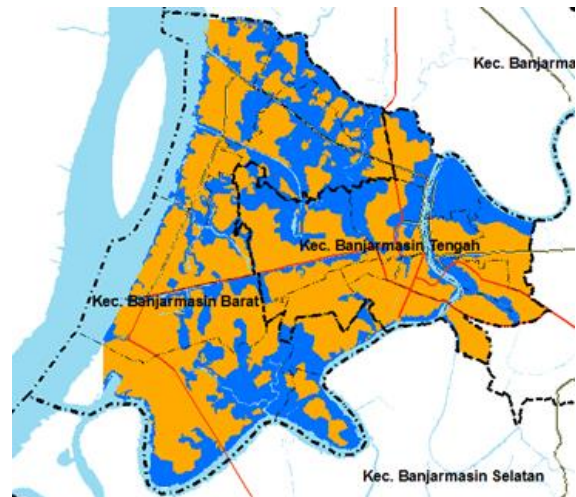 Kec. Banjarma
Kec. Banjarmasin Tengah
Kec. Banjarmasin Barat
Kec. Banjarmasin Selatan